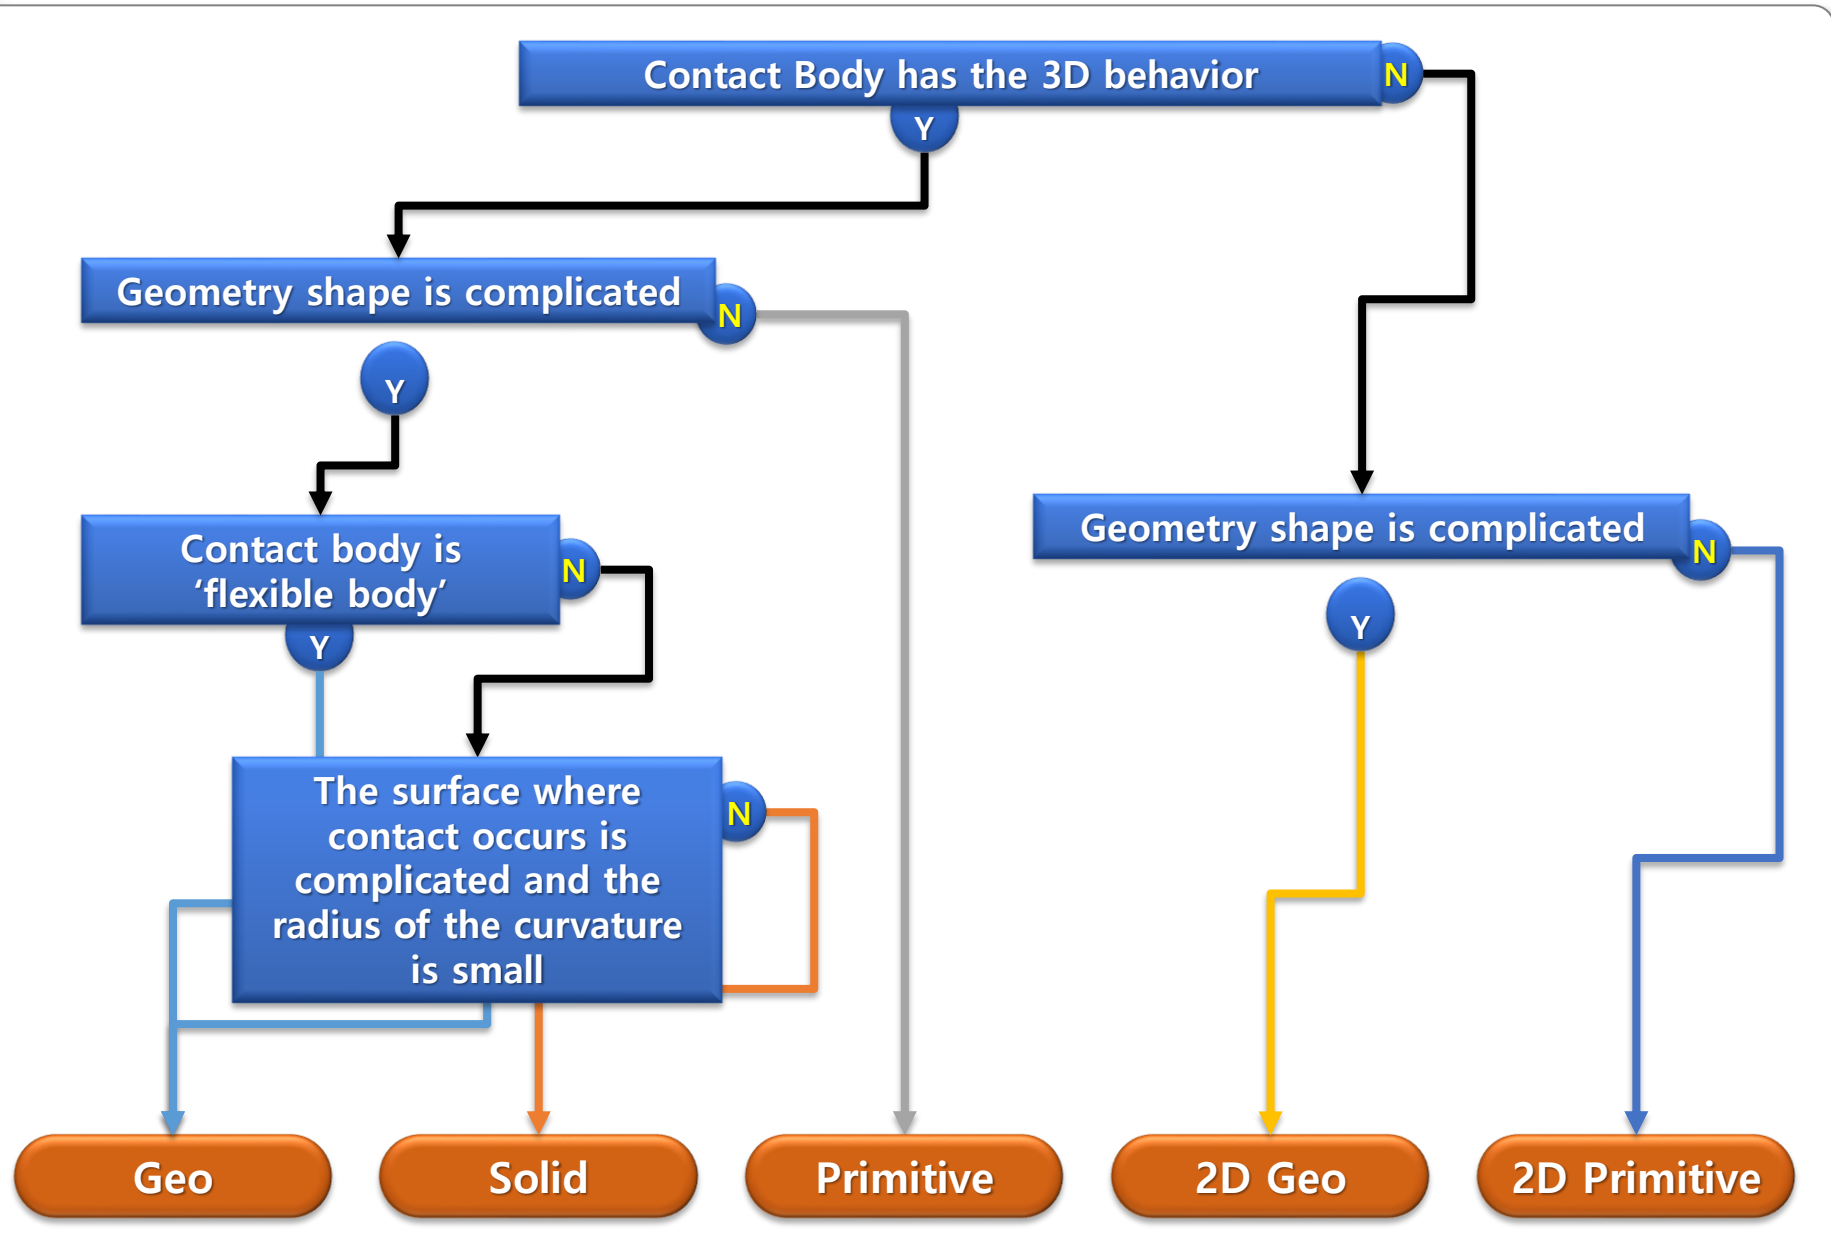 Contact Body has the 3D behavior
N
Y
Geometry shape is complicated
N
Y
Contact body is
‘flexible body’
N
Y
Geometry shape is complicated
N
Y
The surface where
contact occurs is
complicated and the
radius of the curvature
is small
N
Geo
Solid
Primitive
2D Geo
2D Primitive